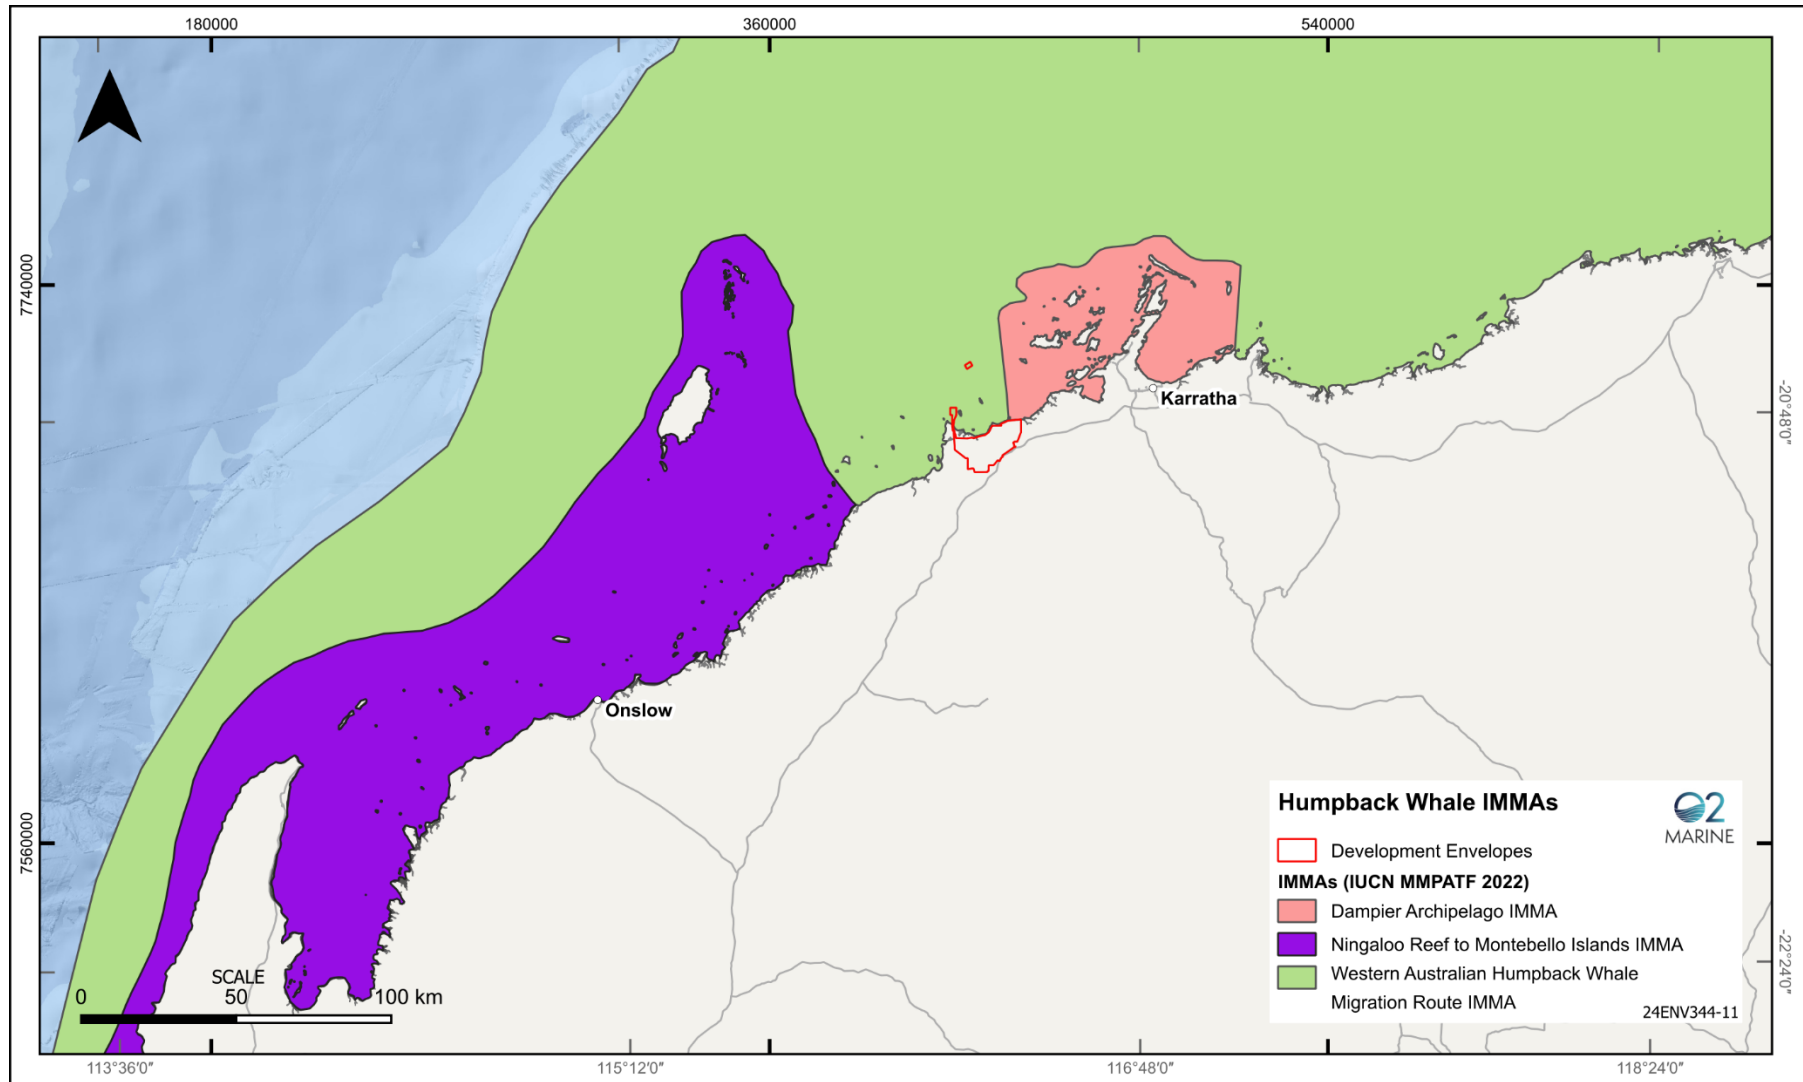 180000
360000
540000
7740000
7560000
-20°48'0"
-22°24'0"
Karratha
Onslow
SCALE
0
50
100 km
Humpback Whale IMMAs
O2
MARINE
Development Envelopes
IMMAs (IUCN MMPATF 2022)
Dampier Archipelago IMMA
Ningaloo Reef to Montebello Islands IMMA
Western Australian Humpback Whale
Migration Route IMMA
24ENV344-11
113°36'0"
115°12'0"
116°48'0"
118°24'0"